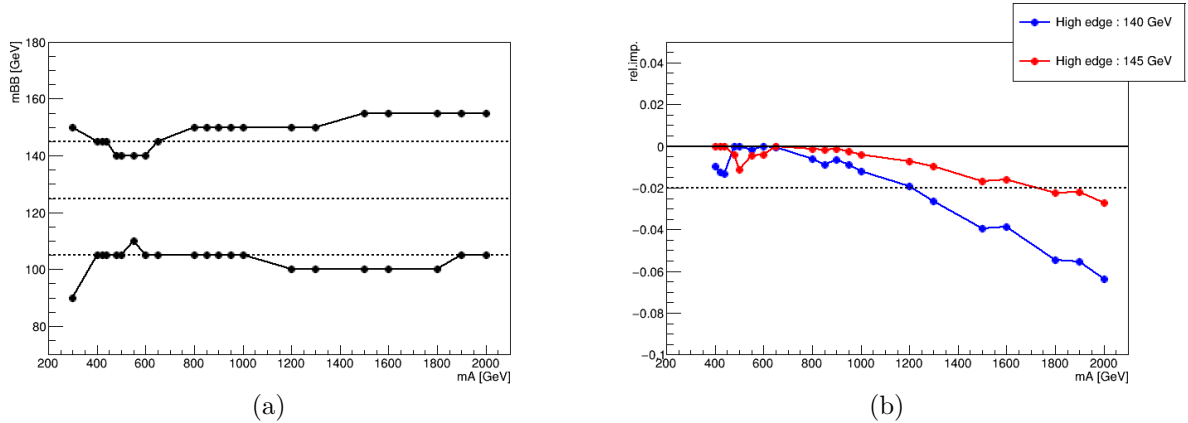 mBB [GeV]
180
160
140
120
100
80
200 400 600 800 1000 1200 1400 1600 1800 2000
mA [GeV]
(a)
High edge : 140 GeV
High edge : 145 GeV
rel.imp.
0.04
0.02
0
−0.02
−0.04
−0.06
−0.08
−0.1
200 400 600 800 1000 1200 1400 1600 1800 2000
mA [GeV]
(b)